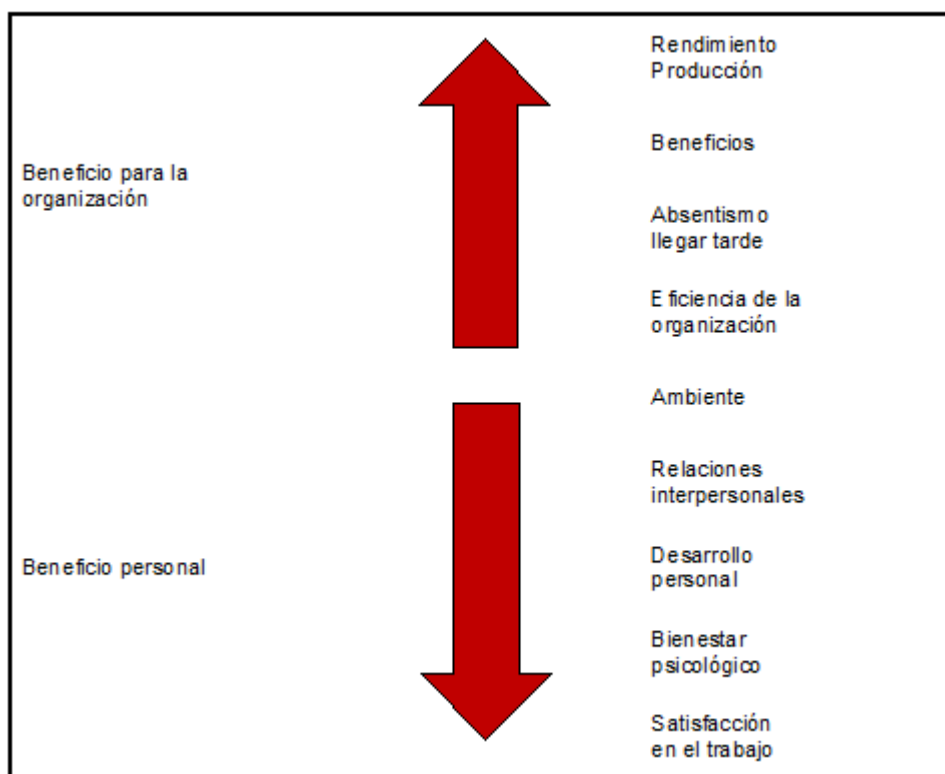 Rendimiento
Producción
Beneficios
Beneficio para la
organización
Absentismo
llegar tarde
Eficiencia de la
organización
Ambiente
Relaciones
interpersonales
Beneficio personal
Desarrollo
personal
Bienestar
psicológico
Satisfacción
en el trabajo